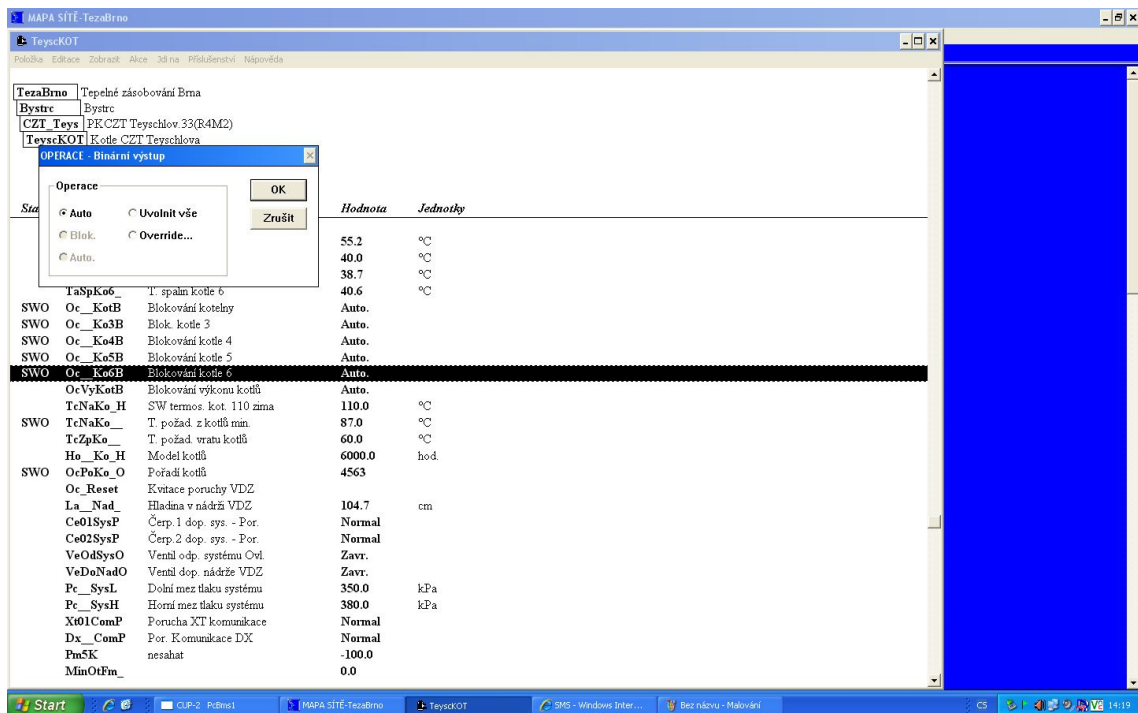 MAPA SÍTĚ-TezaBrno
TeyscKOT
Položka Editace Zobrazit Akce Jdi na Příslušenství Nápověda
TezaBrno Tepelné zásobování Brna
Bystrc Bystrc
CZT_Teys PKCZT Teyschlov.33(R4M2)
TeyscKOT Kotle CZT Teyschlova
OPERACE - Binární výstup
Operace
OK
Auto Uvolnit vše
Zrušit
Blok. Override...
Auto.
Sta Hodnota Jednotky
55.2 °C
40.0 °C
38.7 °C
TaSpKo6_ T. spalin kotle 6 40.6 °C
SWO Oc__KotB Blokování kotelny Auto.
SWO Oc__Ko3B Blok. kotle 3 Auto.
SWO Oc__Ko4B Blokování kotle 4 Auto.
SWO Oc__Ko5B Blokování kotle 5 Auto.
SWO Oc__Ko6B Blokování kotle 6 Auto.
OcVyKotB Blokování výkonu kotlů Auto.
TcNaKo_H SW termos. kot. 110 zima 110.0 °C
SWO TcNaKo__ T. požad. z kotlů min. 87.0 °C
TcZpKo__ T. požad. vratu kotlů 60.0 °C
Ho__Ko_H Model kotlů 6000.0 hod.
SWO OcPoKo_O Pořadí kotlů 4563
Oc_Reset Kvitace poruchy VDZ
La__Nad_ Hladina v nádrži VDZ 104.7 cm
Ce01SysP Čerp.1 dop. sys. - Por. Normal
Ce02SysP Čerp.2 dop. sys. - Por. Normal
VeOdSysO Ventil odp. systému Ovl. Zavr.
VeDoNadO Ventil dop. nádrže VDZ Zavr.
Pc__SysL Dolní mez tlaku systému 350.0 kPa
Pc__SysH Horní mez tlaku systému 380.0 kPa
Xt01ComP Porucha XT komunikace Normal
Dx__ComP Por. Komunikace DX Normal
Pm5K nesahat -100.0
MinOtFm_ 0.0
Start CUP-2 PcBms1 MAPA SÍTĚ-TezaBrno TeyscKOT SMS - Windows Inter... Bez názvu - Malování CS 14:19